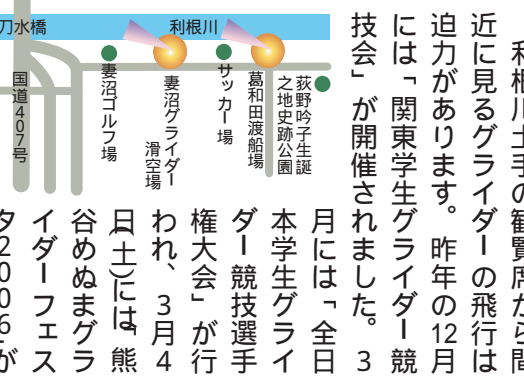 利根川土手の観覧席から間
近に見るグライダーの飛行は
迫力があります。昨年の12月
には「関東学生グライダー競
技会」が開催されました。3
月には「全日
本学生グライ
ダー競技選手
権大会」が行
われ、3月4
日(土)には、熊
谷めぬまグラ
イダーフェス
タ2006」が
刀水橋
利根川
荻野吟子生誕
之地史跡公園
葛和田渡船場
サッカー場
妻沼グライダー
滑空場
妻沼ゴルフ場
国道407号